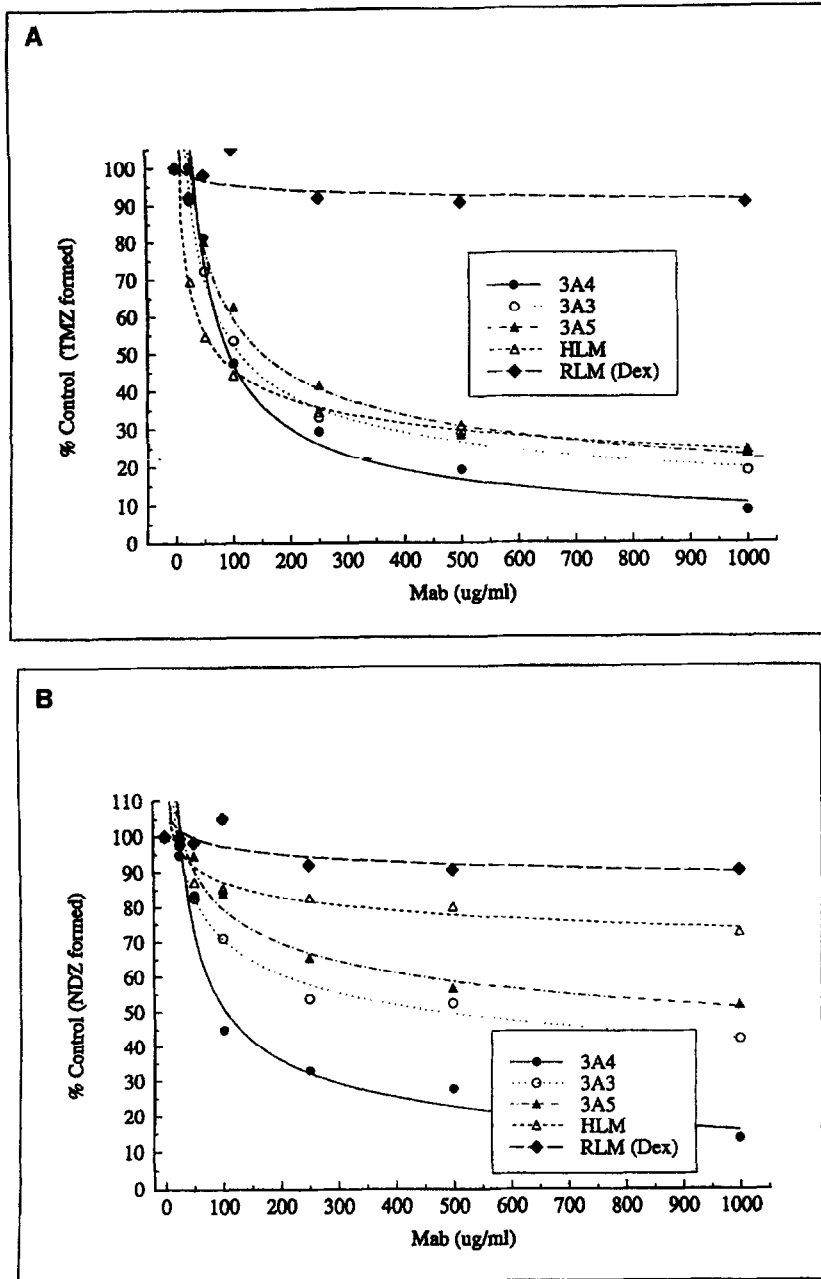 A
% Control (TMZ formed)
100
90
80
70
60
50
40
30
20
10
0
3A4
3A3
3A5
HLM
RLM (Dex)
0 100 200 300 400 500 600 700 800 900 1000
Mab (ug/ml)
B
% Control (NDZ formed)
110
100
90
80
70
60
50
40
30
20
10
0
3A4
3A3
3A5
HLM
RLM (Dex)
0 100 200 300 400 500 600 700 800 900 1000
Mab (ug/ml)